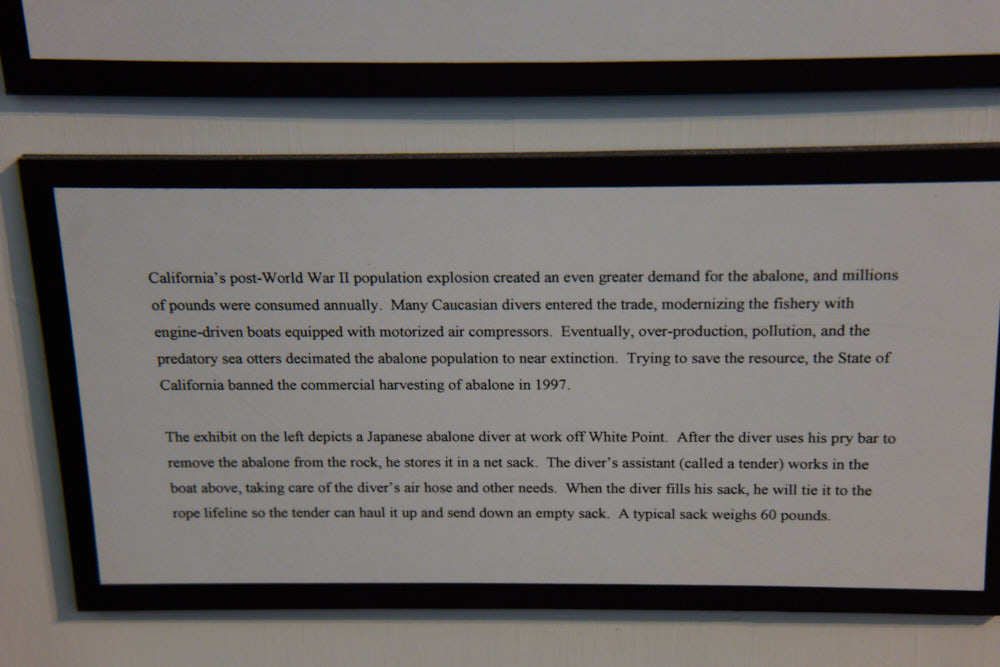 California's post-World War II population explosion created an even greater demand for the abalone, and millions
of pounds were consumed annually.  Many Caucasian divers entered the trade, modernizing the fishery with
engine-driven boats equipped with motorized air compressors.  Eventually, over-production, pollution, and the
predatory sea otters decimated the abalone population to near extinction.  Trying to save the resource, the State of
California banned the commercial harvesting of abalone in 1997.
The exhibit on the left depicts a Japanese abalone diver at work off White Point.  After the diver uses his pry bar to
remove the abalone from the rock, he stores it in a net sack.  The diver's assistant (called a tender) works in the
boat above, taking care of the diver's air hose and other needs.  When the diver fills his sack, he will tie it to the
rope lifeline so the tender can haul it up and send down an empty sack.  A typical sack weighs 60 pounds.